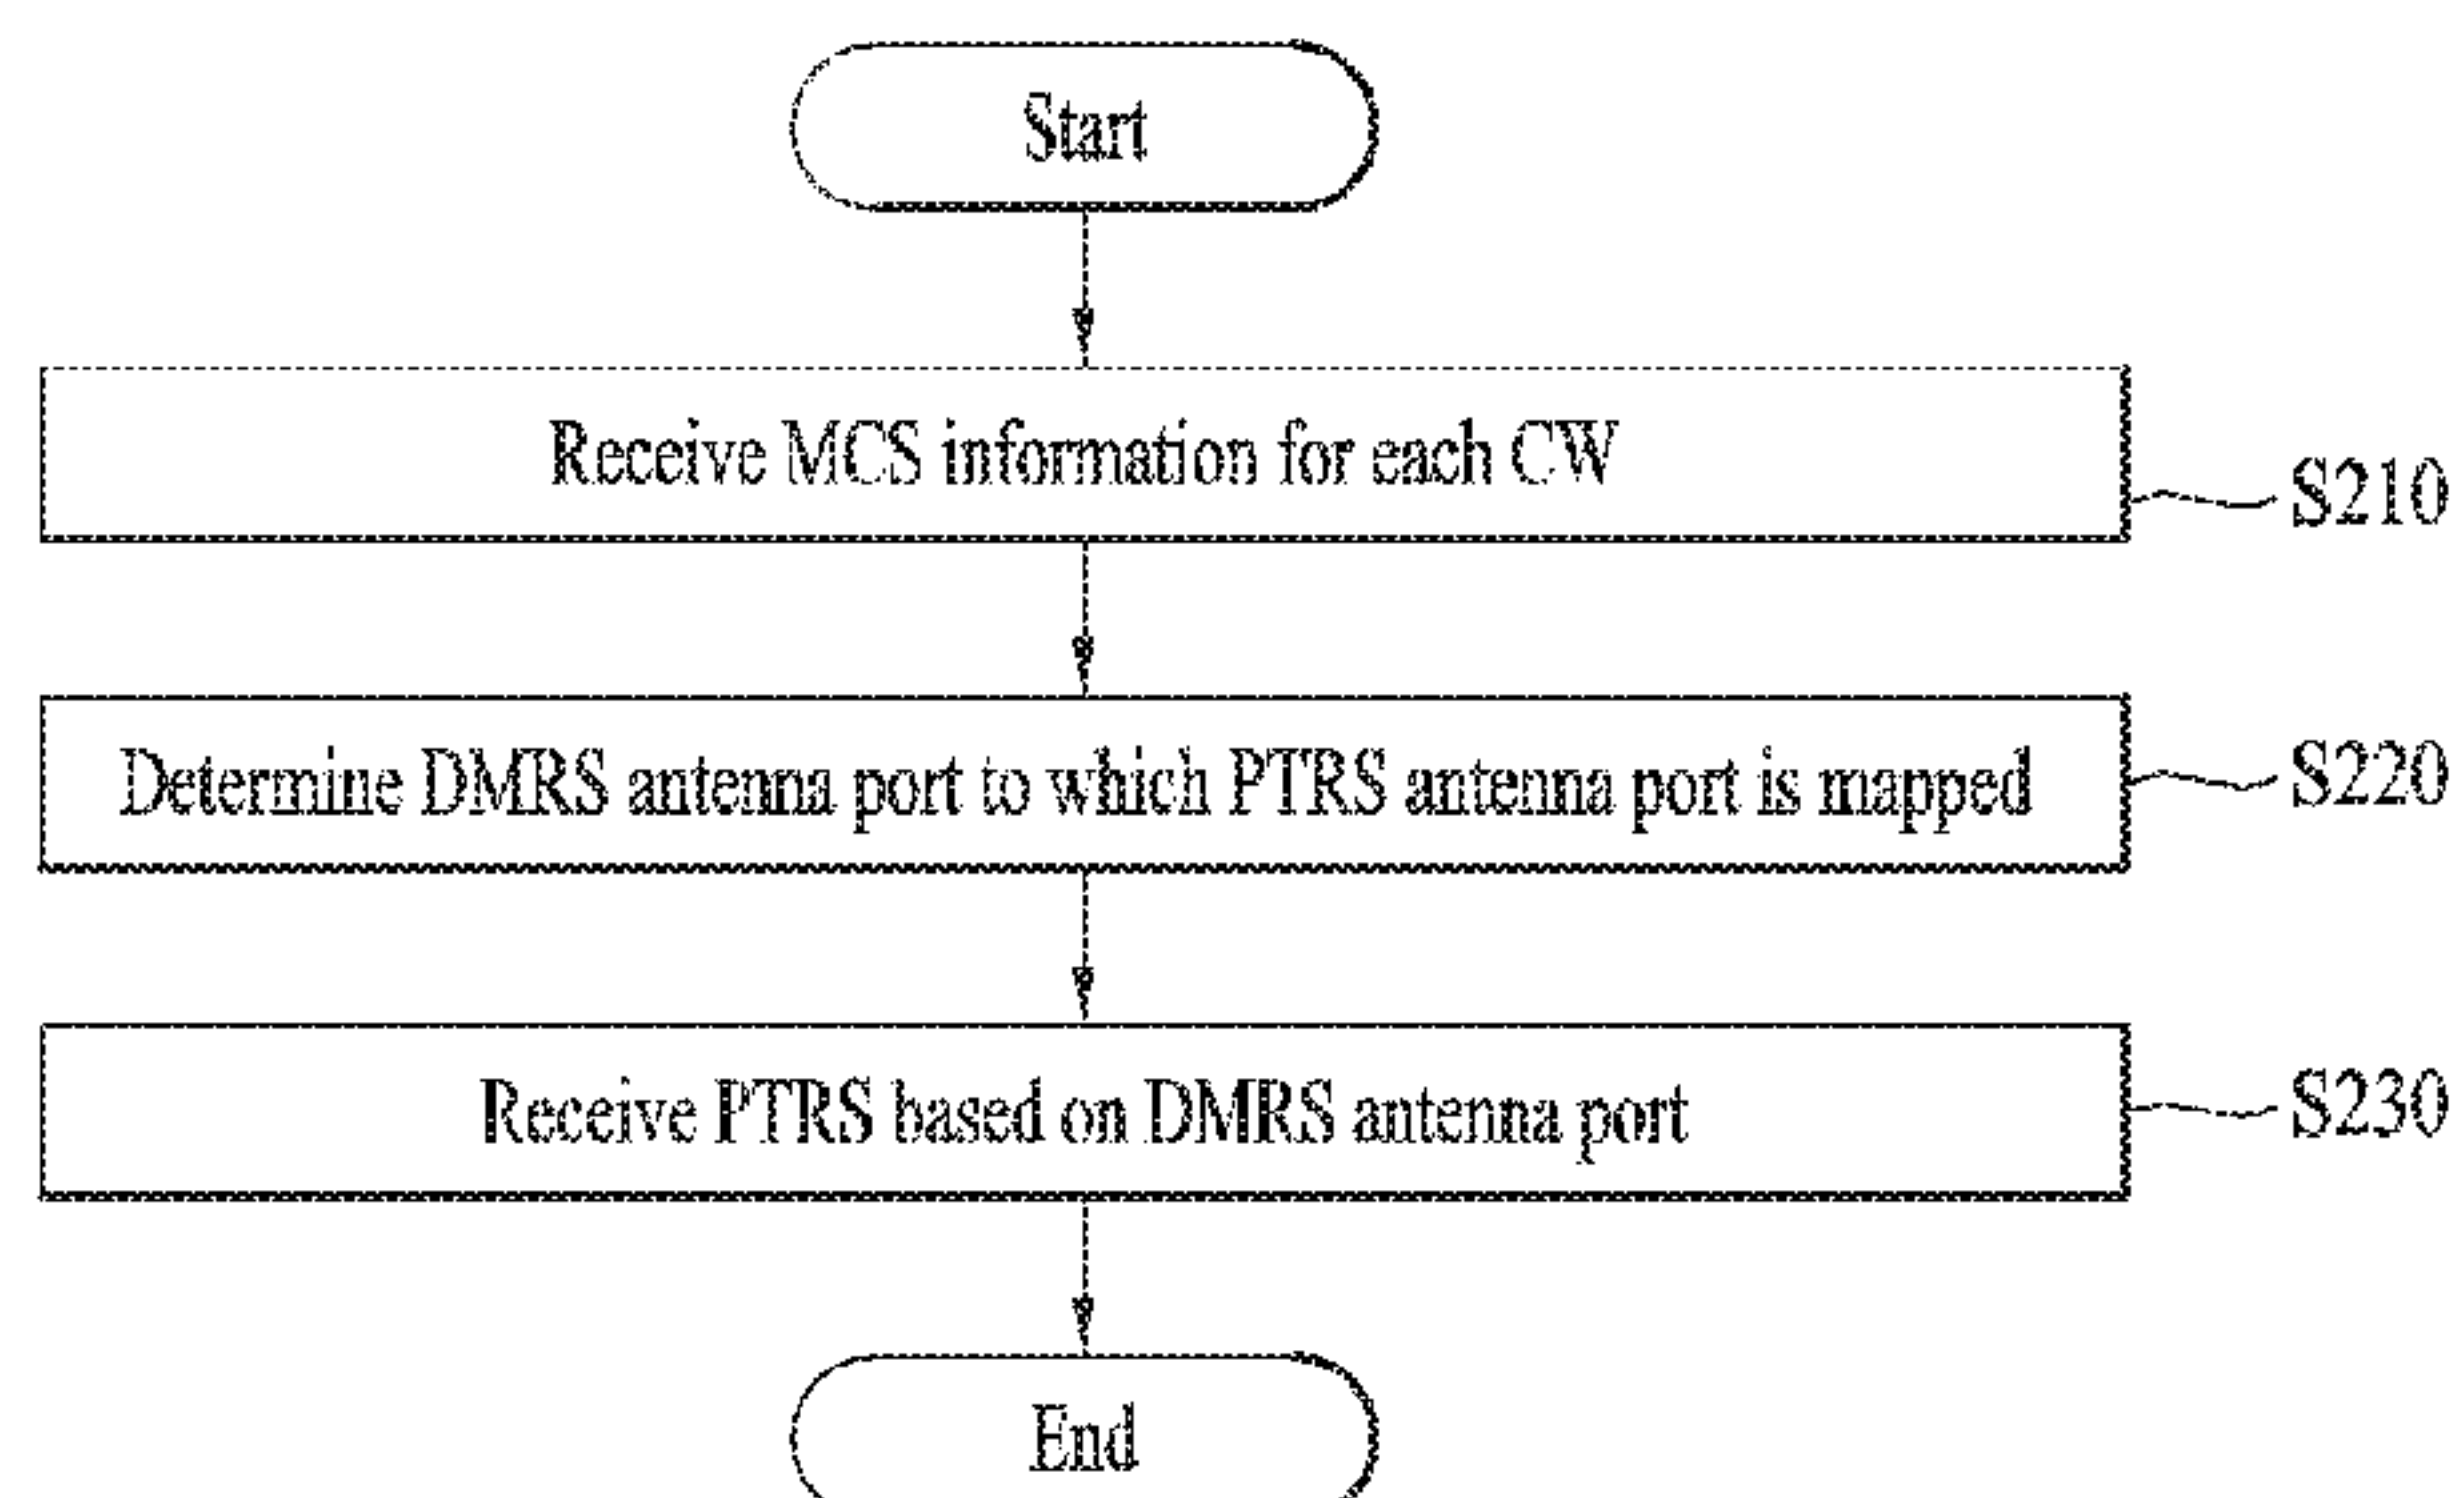 Start
Receive MCS information for each CW
S210
Determine DMRS antenna port to which PTRS antenna port is mapped
S220
Receive PTRS based on DMRS antenna port
S230
End